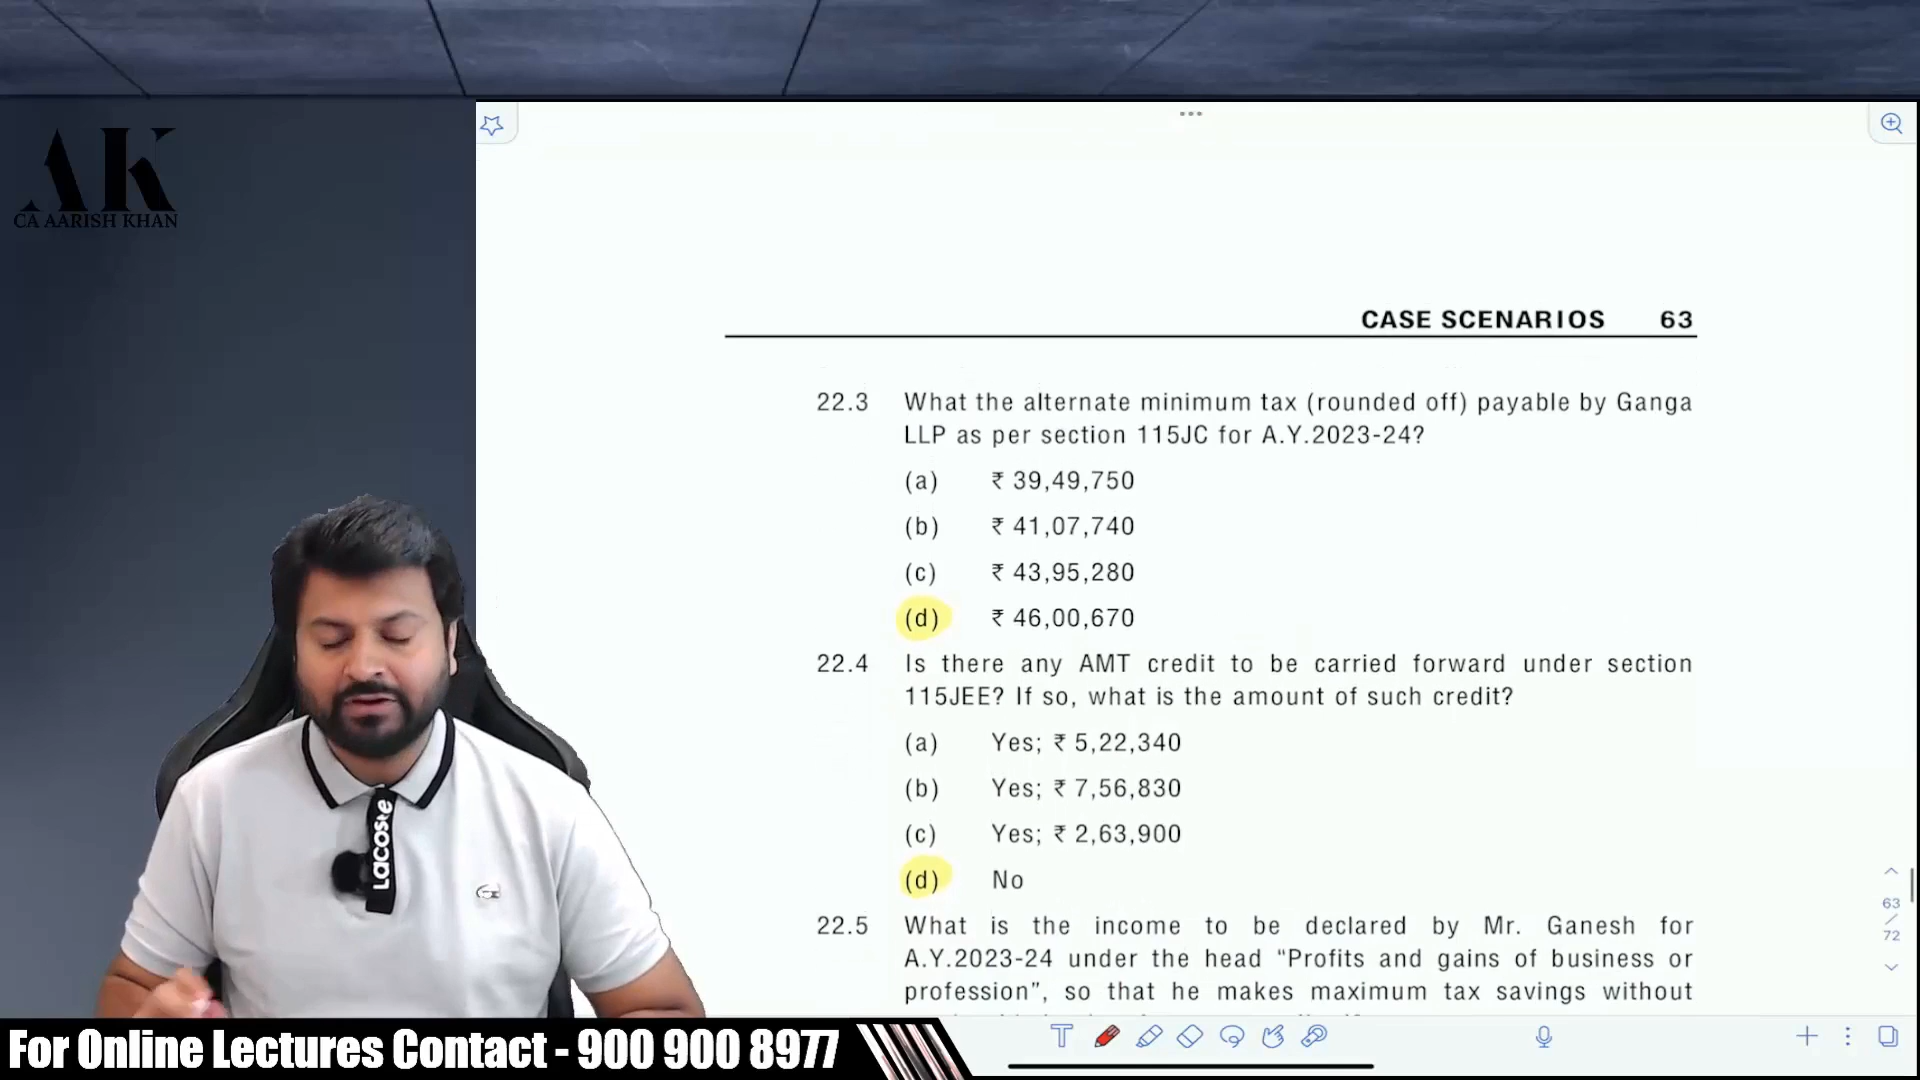 AK
CA AARISH KHAN
CASE SCENARIOS 63
22.3 What the alternate minimum tax (rounded off) payable by Ganga
LLP as per section 115JC for A.Y.2023-24?
(a) ₹ 39,49,750
(b) ₹ 41,07,740
(c) ₹ 43,95,280
(d) ₹ 46,00,670
22.4 Is there any AMT credit to be carried forward under section
115JEE? If so, what is the amount of such credit?
(a) Yes; ₹ 5,22,340
(b) Yes; ₹ 7,56,830
(c) Yes; ₹ 2,63,900
(d) No
22.5 What is the income to be declared by Mr. Ganesh for
A.Y.2023-24 under the head “Profits and gains of business or
profession”, so that he makes maximum tax savings without
63
/
72
Lacoste
For Online Lectures Contact - 900 900 8977